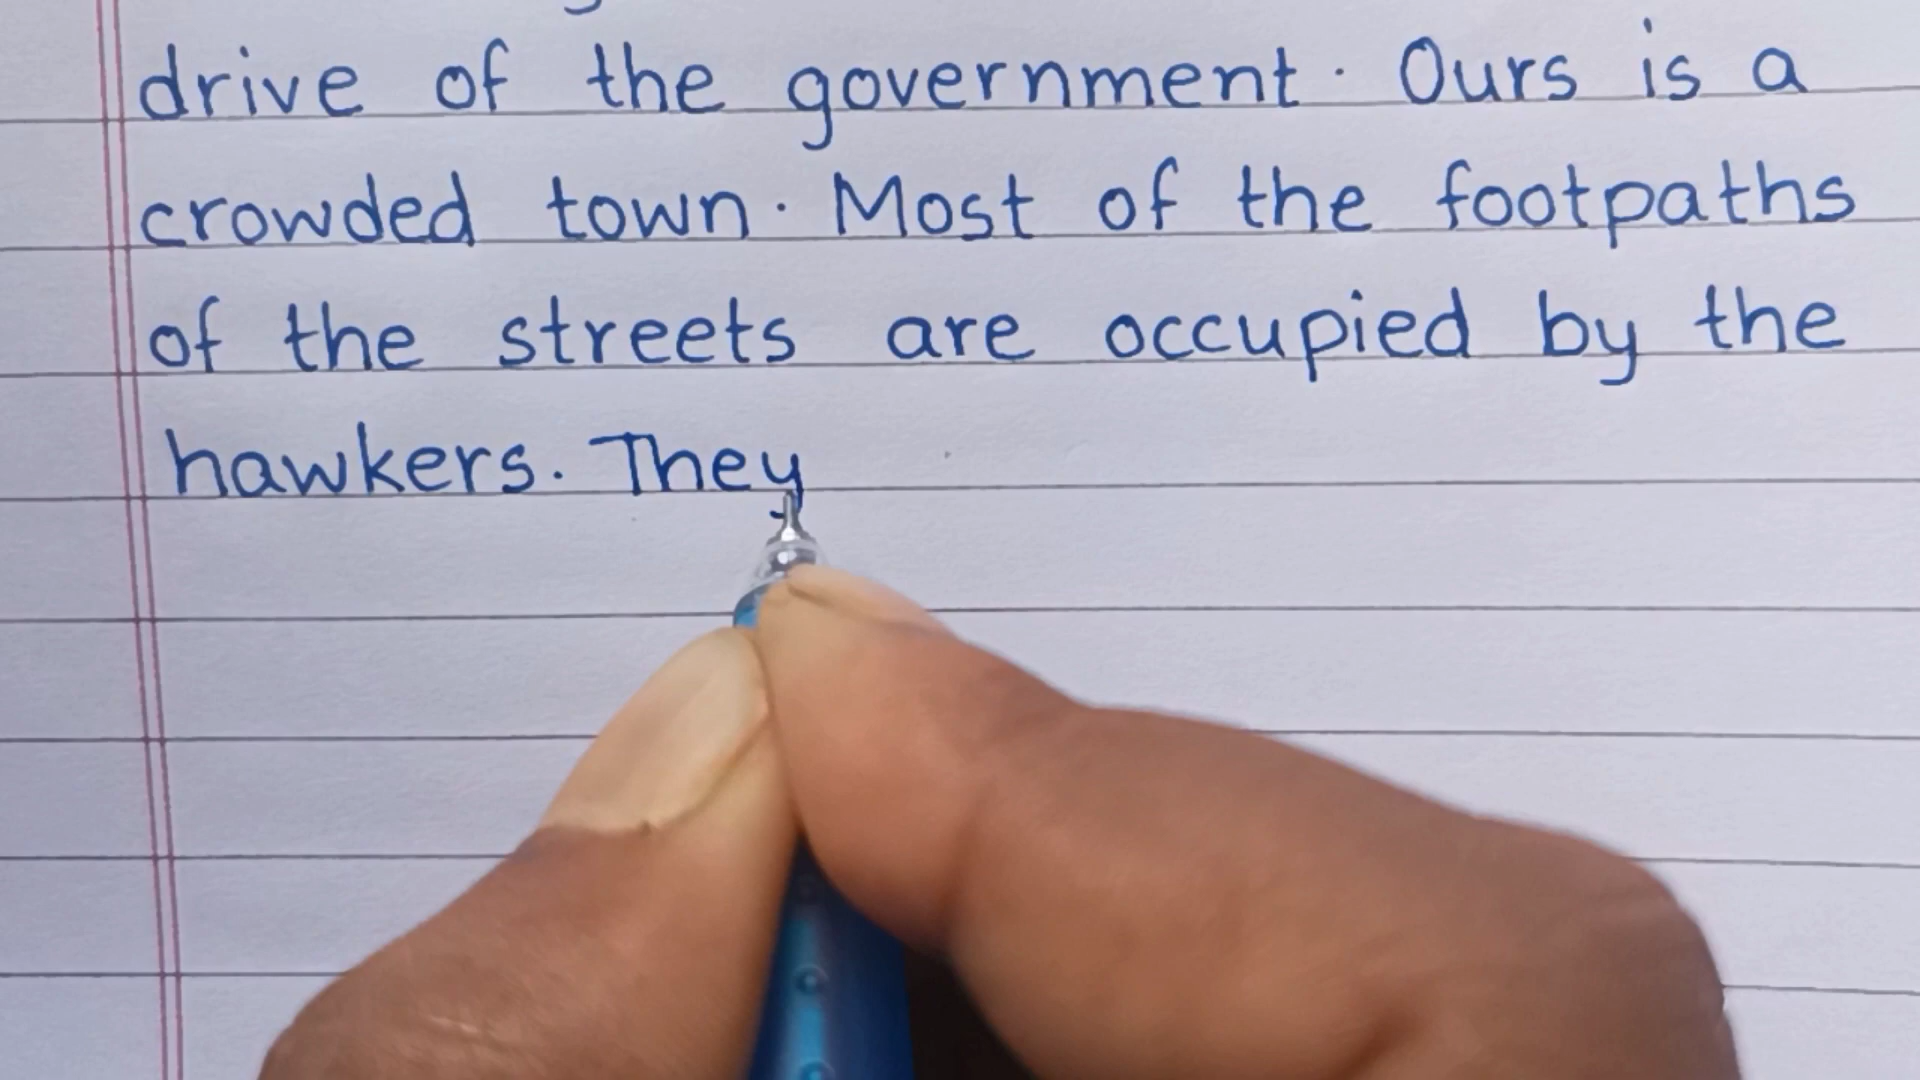 drive of the government. Ours is a
crowded town. Most of the footpaths
of the streets are occupied by the
hawkers. They